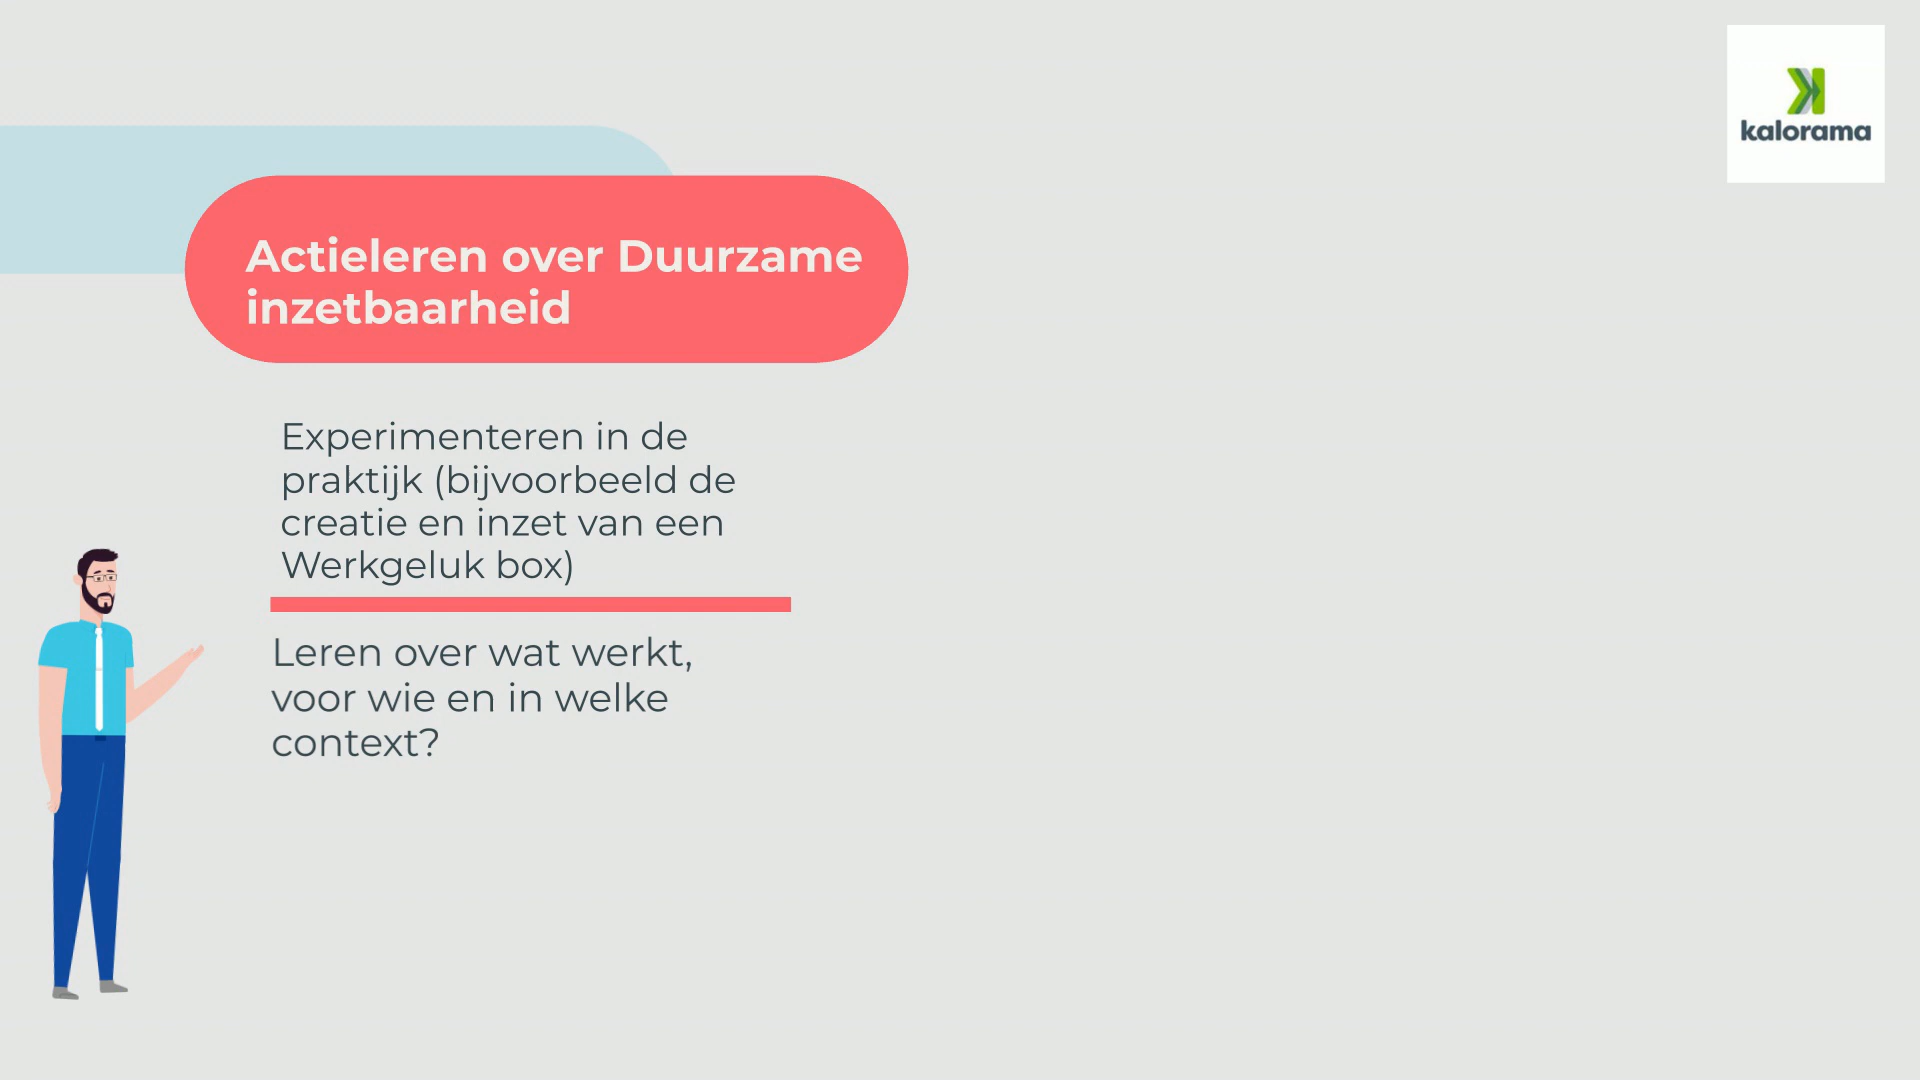 kalorama
Actieleren over Duurzame
inzetbaarheid
Experimenteren in de
praktijk (bijvoorbeeld de
creatie en inzet van een
Werkgeluk box)
Leren over wat werkt,
voor wie en in welke
context?